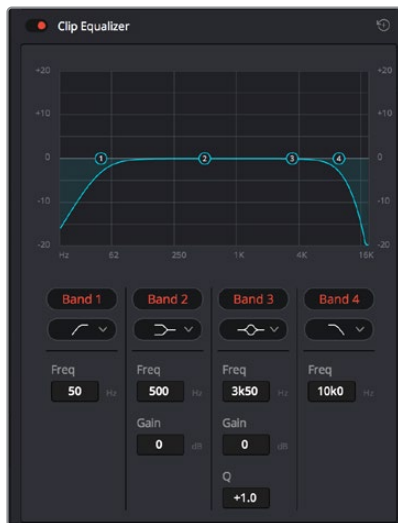 Clip Equalizer
+20 +20
+10 +10
0 1 2 3 4 0
-10 -10
-20 -20
Hz 62 250 1K 4K 16K
Band 1 Band 2 Band 3 Band 4
Freq Freq Freq Freq
50 Hz 500 Hz 3k50 Hz 10k0 Hz
Gain Gain
0 dB 0 dB
Q
+1.0